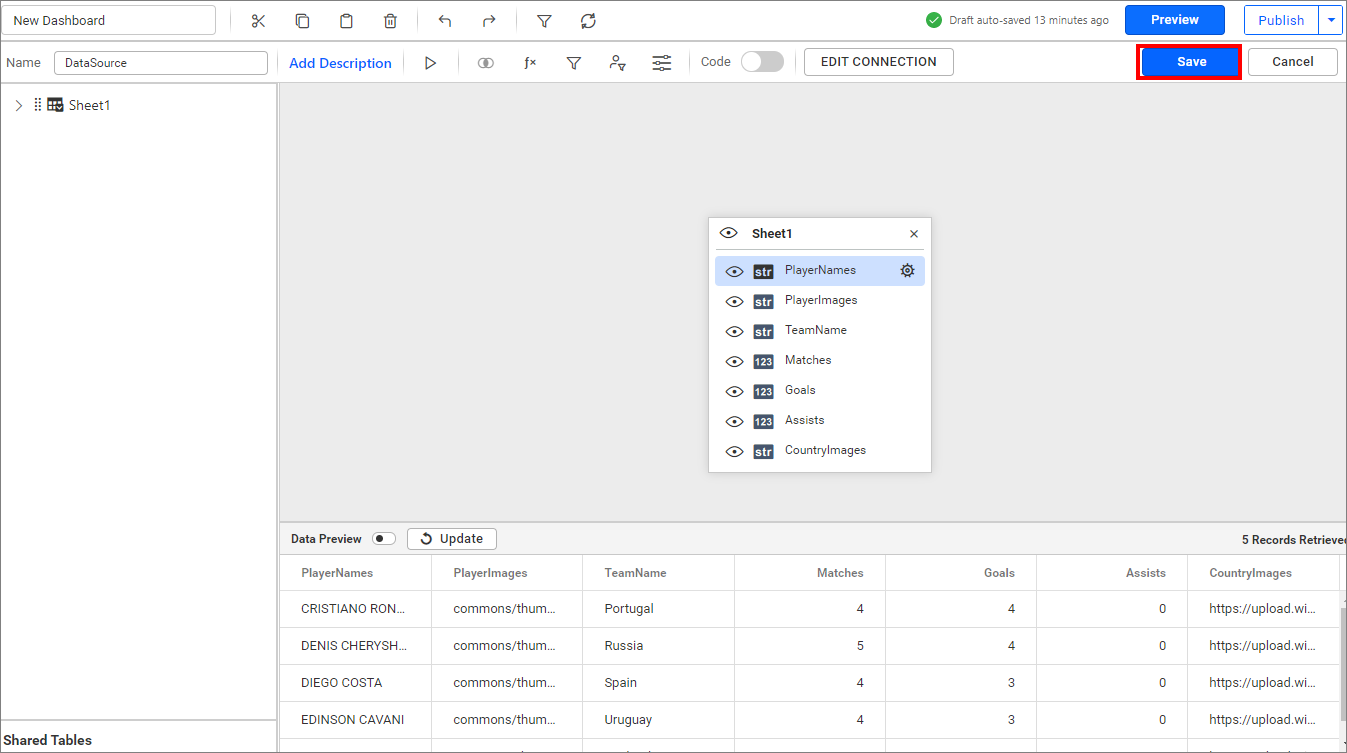 New Dashboard
Draft auto-saved 13 minutes ago
Preview
Publish
Name
DataSource
Add Description
fx
Code
EDIT CONNECTION
Save
Cancel
Sheet1
Sheet1
str PlayerNames
str PlayerImages
str TeamName
123 Matches
123 Goals
123 Assists
str CountryImages
Data Preview
Update
5 Records Retrieved
PlayerNames PlayerImages TeamName Matches Goals Assists CountryImages
CRISTIANO RON... commons/thum... Portugal 4 4 0 https://upload.wi...
DENIS CHERYSH... commons/thum... Russia 5 4 0 https://upload.wi...
DIEGO COSTA commons/thum... Spain 4 3 0 https://upload.wi...
EDINSON CAVANI commons/thum... Uruguay 4 3 0 https://upload.wi...
Shared Tables